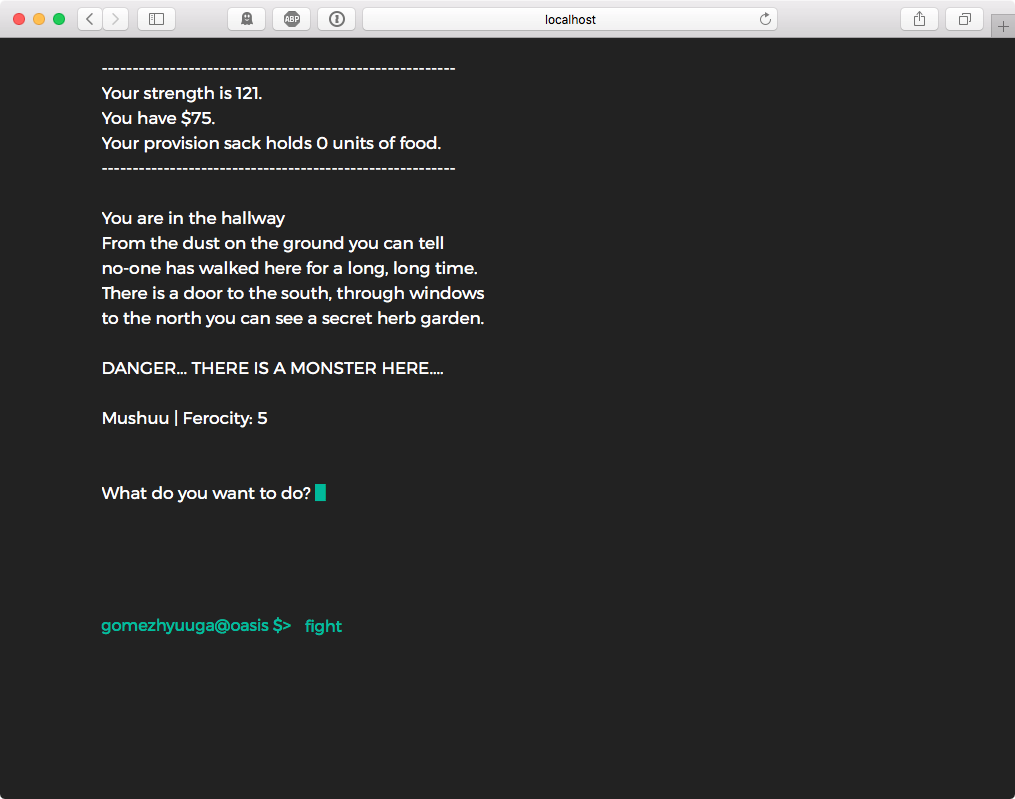 ABP
localhost
---------------------------------------------------------
Your strength is 121.
You have $75.
Your provision sack holds 0 units of food.
---------------------------------------------------------
You are in the hallway
From the dust on the ground you can tell
no-one has walked here for a long, long time.
There is a door to the south, through windows
to the north you can see a secret herb garden.
DANGER... THERE IS A MONSTER HERE....
Mushuu | Ferocity: 5
What do you want to do?
gomezhyuuga@oasis $> fight